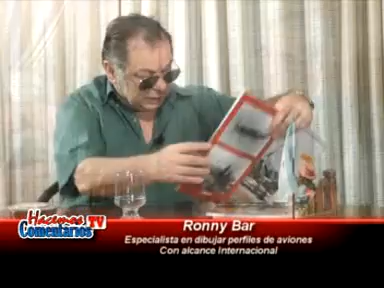 Ronny Bar
Especialista en dibujar perfiles de aviones
Con alcance Internacional
Hacemos TV
Comentarios